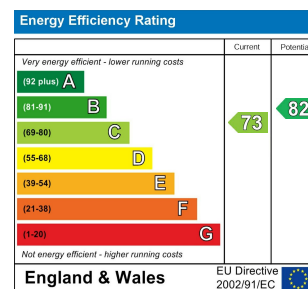 Energy Efficiency Rating
Current
Potentia
Very energy efficient - lower running costs
(92 plus) A
(81-91) B
82
(69-80) C
73
(55-68) D
(39-54) E
(21-38) F
(1-20) G
Not energy efficient - higher running costs
England & Wales
EU Directive
2002/91/EC